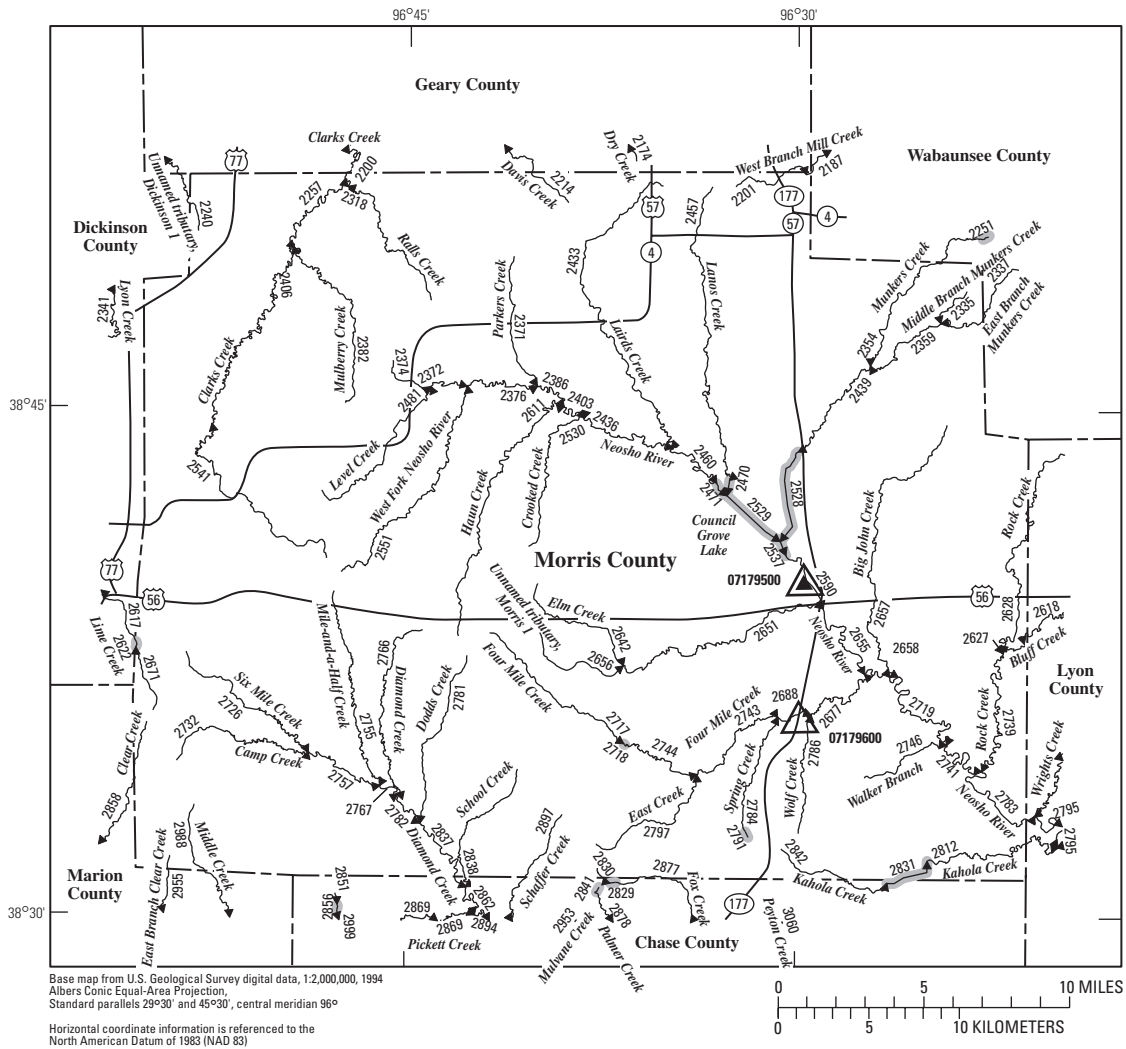 96°45'
96°30'
Geary County
Wabaunsee County
Dickinson
County
Clarks Creek
2200
2257
2318
77
Unnamed tributary,
Dickinson 1
2240
Davis Creek
2214
Dry Creek
2174
West Branch Mill Creek
2187
2201
177
57
4
57
4
2457
2433
Ralls Creek
2406
Lyon Creek
2341
Mulberry Creek
2382
Parkers Creek
2371
Lanos Creek
Lairds Creek
Munkers Creek
2251
Middle Branch Munkers Creek
2335
East Branch
Munkers Creek
2354
2359
2439
Clarks Creek
2374
2372
2481
2376
2386
2403
2436
2611
2530
38°45'
2541
Level Creek
West Fork Neosho River
2551
Haun Creek
Crooked Creek
Neosho River
2460
2470
2529
2528
2537
Council
Grove
Lake
Big John Creek
Rock Creek
Morris County
07179500
2590
77
56
56
2617
2622
2671
Lime Creek
Mile-and-a-Half Creek
2755
2766
Diamond Creek
Dodds Creek
2781
Unnamed tributary,
Morris 1
Elm Creek
2642
2656
2651
Neosho River
2655
2657
2658
2628
2618
2627
Bluff Creek
Lyon
County
Six Mile Creek
2726
2732
Camp Creek
2757
2767
2782
Four Mile Creek
2717
2718
2744
Four Mile Creek
2743
2688
2677
07179600
2719
Rock Creek
2739
Wrights Creek
Clear Creek
2858
School Creek
2837
Diamond Creek
2838
2897
Schaffer Creek
East Creek
2797
Spring Creek
2784
2791
Wolf Creek
2786
2746
2741
Walker Branch
Neosho River
2783
2795
2795
2842
Kahola Creek
2831
2812
Kahola Creek
Marion
County
2988
2955
Middle Creek
East Branch Clear Creek
2851
2856
2999
2869
2869
2862
2894
Pickett Creek
2830
2841
2829
2877
2878
2953
Mulvane Creek
Palmer Creek
Fox Creek
177
3060
Peyton Creek
Chase County
38°30'
Base map from U.S. Geological Survey digital data, 1:2,000,000, 1994
Albers Conic Equal-Area Projection,
Standard parallels 29°30' and 45°30', central meridian 96°
Horizontal coordinate information is referenced to the
North American Datum of 1983 (NAD 83)
0 5 10 MILES
0 5 10 KILOMETERS